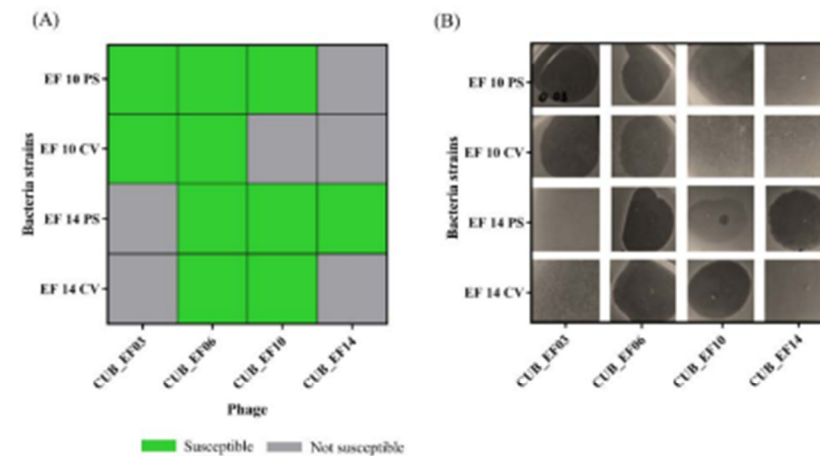 (A)
EF 10 PS
EF 10 CV
EF 14 PS
EF 14 CV
Bacteria strains
CUB_EF03
CUB_EF06
CUB_EF10
CUB_EF14
Phage
Susceptible
Not susceptible
(B)
EF 10 PS
EF 10 CV
EF 14 PS
EF 14 CV
Bacteria strains
CUB_EF03
CUB_EF06
CUB_EF10
CUB_EF14